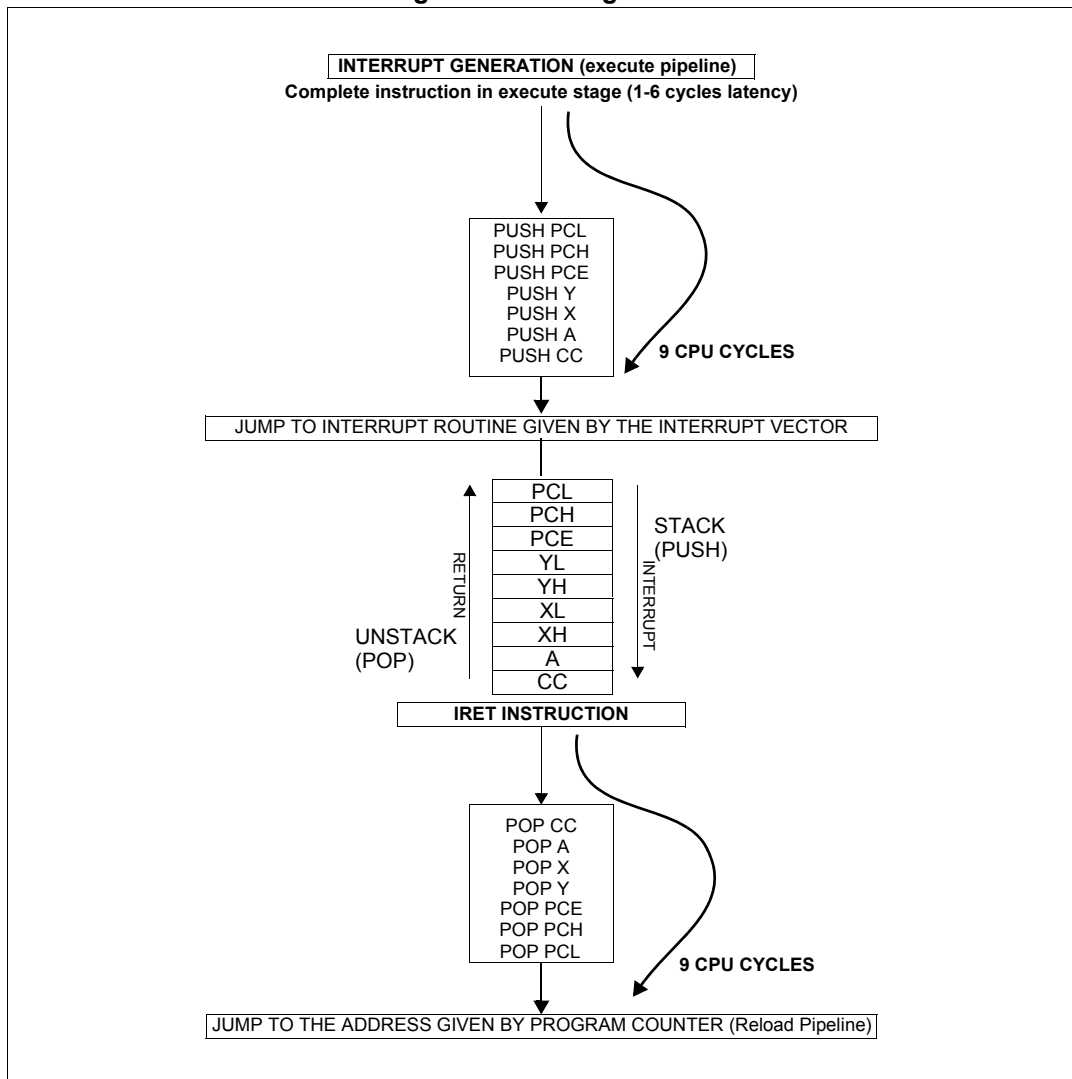 INTERRUPT GENERATION (execute pipeline)
Complete instruction in execute stage (1-6 cycles latency)
PUSH PCL
PUSH PCH
PUSH PCE
PUSH Y
PUSH X
PUSH A
PUSH CC
9 CPU CYCLES
JUMP TO INTERRUPT ROUTINE GIVEN BY THE INTERRUPT VECTOR
PCL
PCH
PCE
YL
YH
XL
XH
A
CC
STACK
(PUSH)
INTERRUPT
RETURN
UNSTACK
(POP)
IRET INSTRUCTION
POP CC
POP A
POP X
POP Y
POP PCE
POP PCH
POP PCL
9 CPU CYCLES
JUMP TO THE ADDRESS GIVEN BY PROGRAM COUNTER (Reload Pipeline)